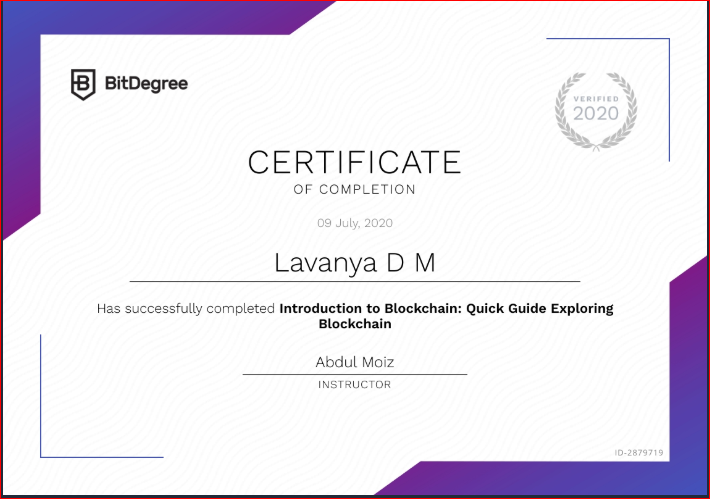 BitDegree
VERIFIED
2020
CERTIFICATE
OF COMPLETION
09 July, 2020
Lavanya D M
Has successfully completed Introduction to Blockchain: Quick Guide Exploring
Blockchain
Abdul Moiz
INSTRUCTOR
ID-2879719